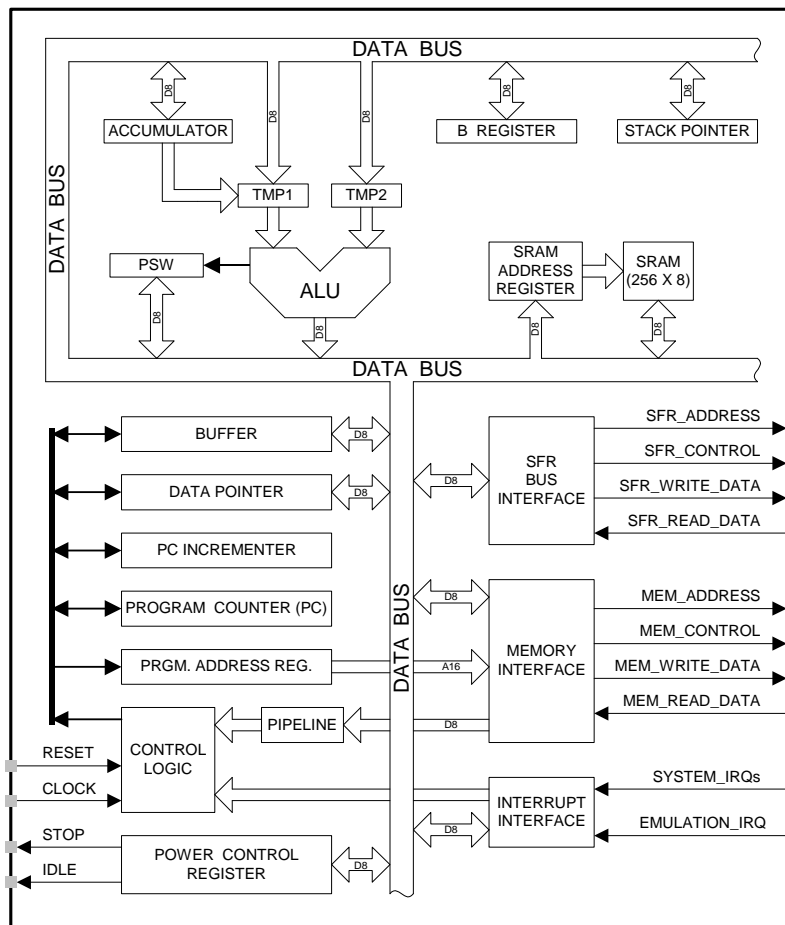 DATA BUS
D8
D8
D8
D8
D8
ACCUMULATOR
B REGISTER
STACK POINTER
DATA BUS
TMP1
TMP2
PSW
ALU
SRAM
ADDRESS
REGISTER
SRAM
(256 X 8)
D8
D8
D8
D8
DATA BUS
BUFFER
D8
DATA POINTER
D8
PC INCREMENTER
PROGRAM COUNTER (PC)
PRGM. ADDRESS REG.
A16
DATA BUS
D8
SFR
BUS
INTERFACE
SFR_ADDRESS
SFR_CONTROL
SFR_WRITE_DATA
SFR_READ_DATA
D8
MEMORY
INTERFACE
MEM_ADDRESS
MEM_CONTROL
MEM_WRITE_DATA
MEM_READ_DATA
PIPELINE
D8
CONTROL
LOGIC
RESET
CLOCK
INTERRUPT
INTERFACE
SYSTEM_IRQs
EMULATION_IRQ
D8
STOP
IDLE
POWER CONTROL
REGISTER
D8